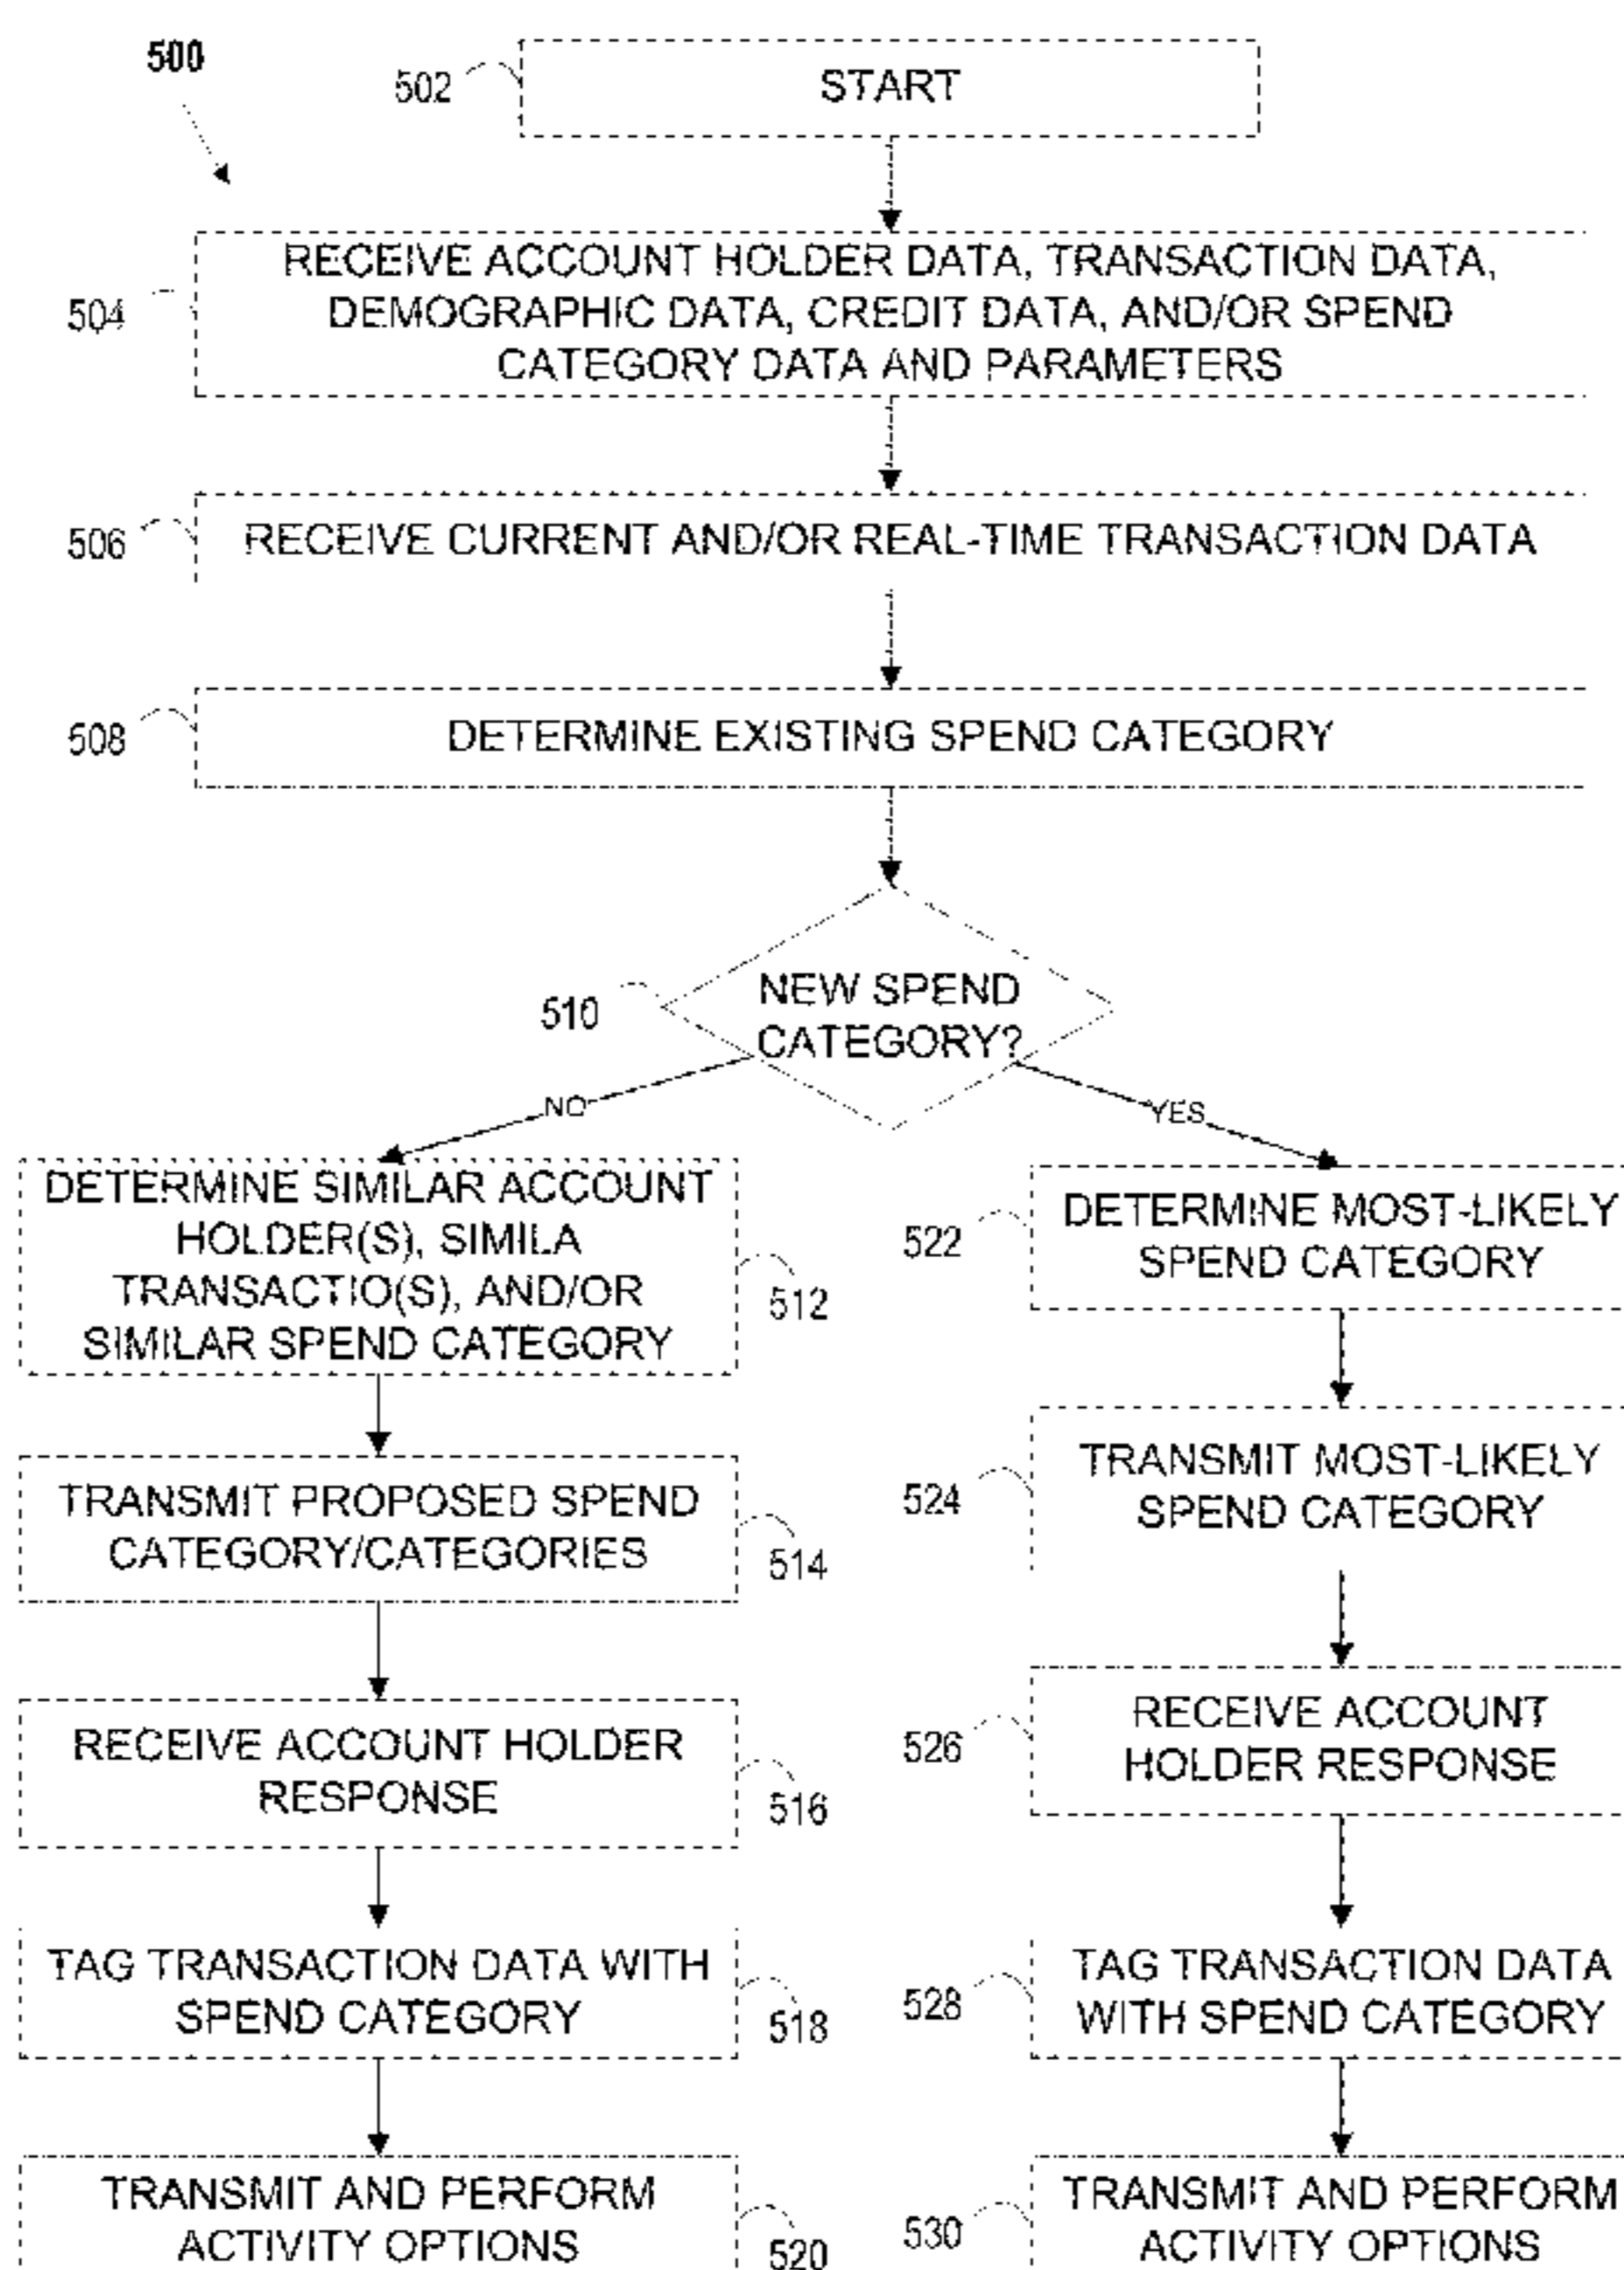 500
502
START
504
RECEIVE ACCOUNT HOLDER DATA, TRANSACTION DATA,
DEMOGRAPHIC DATA, CREDIT DATA, AND/OR SPEND
CATEGORY DATA AND PARAMETERS
506
RECEIVE CURRENT AND/OR REAL-TIME TRANSACTION DATA
508
DETERMINE EXISTING SPEND CATEGORY
510
NEW SPEND
CATEGORY?
NO
YES
DETERMINE SIMILAR ACCOUNT
HOLDER(S), SIMILA
TRANSACTIO(S), AND/OR
SIMILAR SPEND CATEGORY
512
TRANSMIT PROPOSED SPEND
CATEGORY/CATEGORIES
514
RECEIVE ACCOUNT HOLDER
RESPONSE
516
TAG TRANSACTION DATA WITH
SPEND CATEGORY
518
TRANSMIT AND PERFORM
ACTIVITY OPTIONS
520
522
DETERMINE MOST-LIKELY
SPEND CATEGORY
524
TRANSMIT MOST-LIKELY
SPEND CATEGORY
526
RECEIVE ACCOUNT
HOLDER RESPONSE
528
TAG TRANSACTION DATA
WITH SPEND CATEGORY
530
TRANSMIT AND PERFORM
ACTIVITY OPTIONS